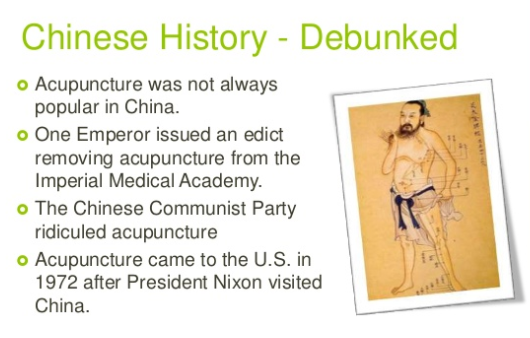 Chinese History - Debunked
Acupuncture was not always
popular in China.
One Emperor issued an edict
removing acupuncture from the
Imperial Medical Academy.
The Chinese Communist Party
ridiculed acupuncture
Acupuncture came to the U.S. in
1972 after President Nixon visited
China.